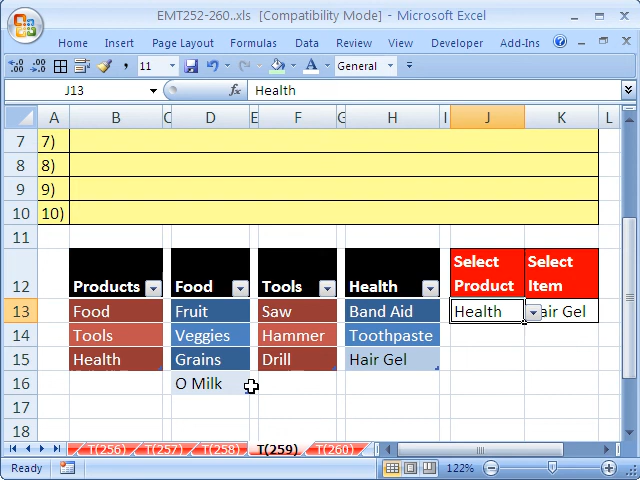 EMT252-260..xls [Compatibility Mode] - Microsoft Excel
Home Insert Page Layout Formulas Data Review View Developer Add-Ins
11 General
J13 fx Health
A B C D E F G H I J K L
7 7)
8 8)
9 9)
10 10)
11
12 Products Food Tools Health Select Product Select Item
13 Food Fruit Saw Band Aid Health air Gel
14 Tools Veggies Hammer Toothpaste
15 Health Grains Drill Hair Gel
16 O Milk
17
18
T(256) T(257) T(258) T(259) T(260)
Ready 122%